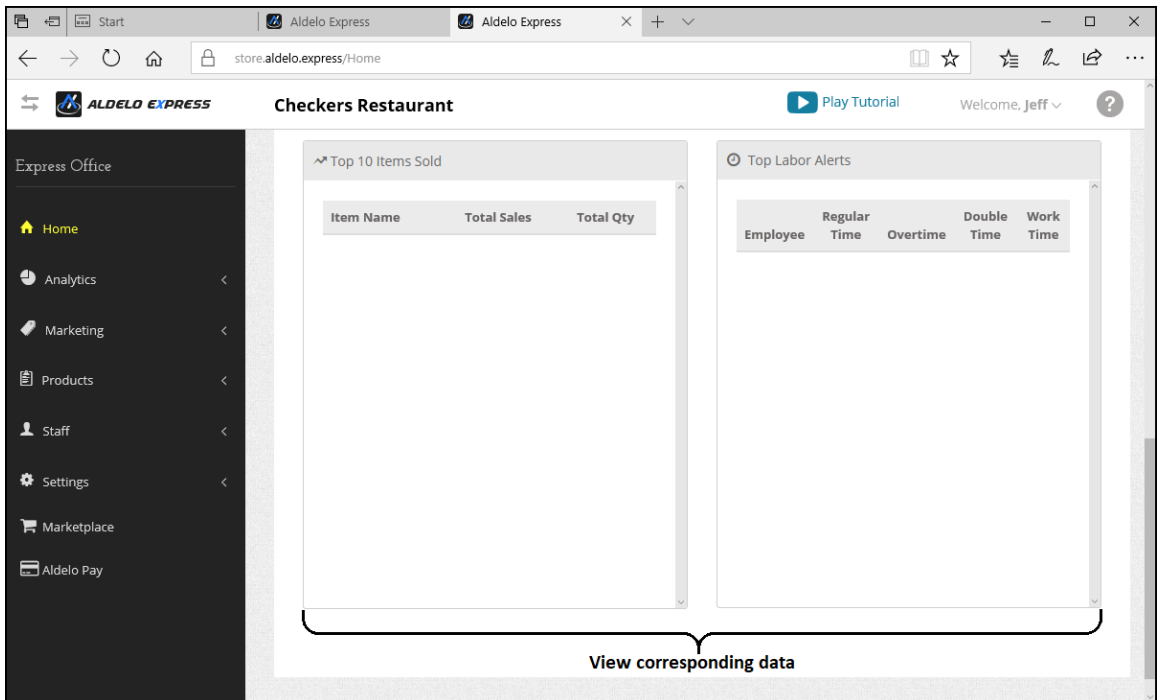 Start
Aldelo Express
Aldelo Express
store.aldelo.express/Home
ALDELO EXPRESS
Checkers Restaurant
Play Tutorial
Welcome, Jeff
?
Express Office
Home
Analytics
Marketing
Products
Staff
Settings
Marketplace
Aldelo Pay
Top 10 Items Sold
Item Name Total Sales Total Qty
Top Labor Alerts
Employee Regular Time Overtime Double Time Work Time
View corresponding data